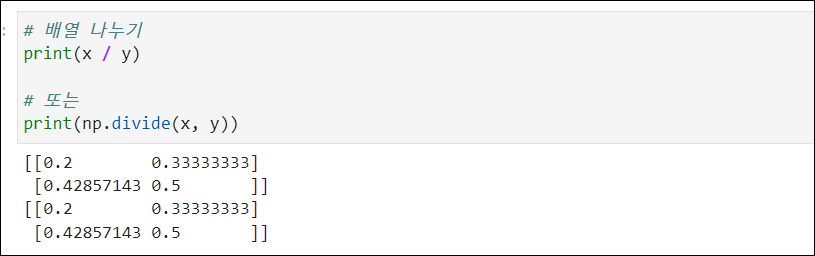 :
# 배열 나누기
print(x / y)
# 또는
print(np.divide(x, y))
[[0.2        0.33333333]
 [0.42857143 0.5       ]]
[[0.2        0.33333333]
 [0.42857143 0.5       ]]